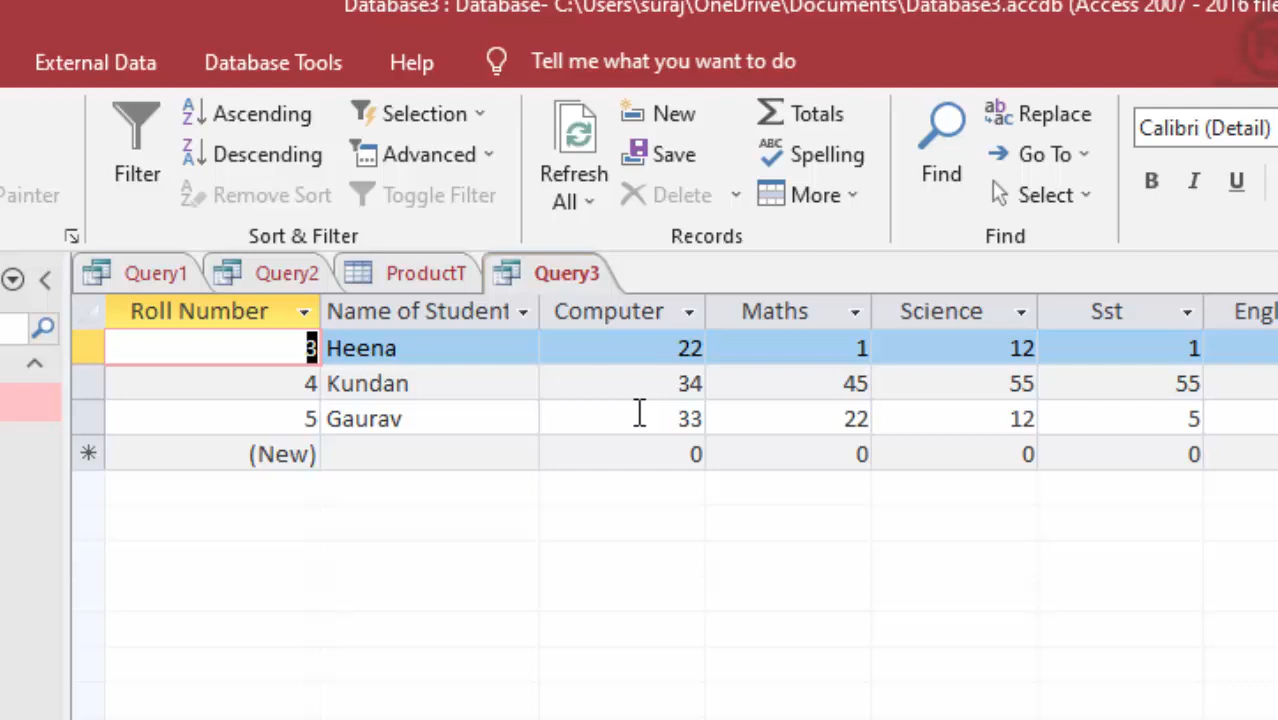 Database3 : Database- C:\Users\suraj\OneDrive\Documents\Database3.accdb (Access 2007 - 2016 file
External Data Database Tools Help Tell me what you want to do
Ascending Selection New Totals Replace
Calibri (Detail)
Descending Advanced Save Spelling Go To
Filter Refresh All Find
Painter Remove Sort Toggle Filter Delete More Select
B I U
Sort & Filter Records Find
Query1 Query2 ProductT Query3
Roll Number Name of Student Computer Maths Science Sst Engl
3 Heena 22 1 12 1
4 Kundan 34 45 55 55
5 Gaurav 33 22 12 5
(New) 0 0 0 0